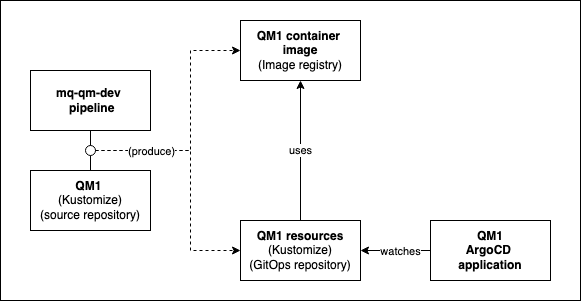 QM1 container
image
(Image registry)
mq-qm-dev
pipeline
(produce)
uses
QM1
(Kustomize)
(source repository)
QM1 resources
(Kustomize)
(GitOps repository)
watches
QM1
ArgoCD
application